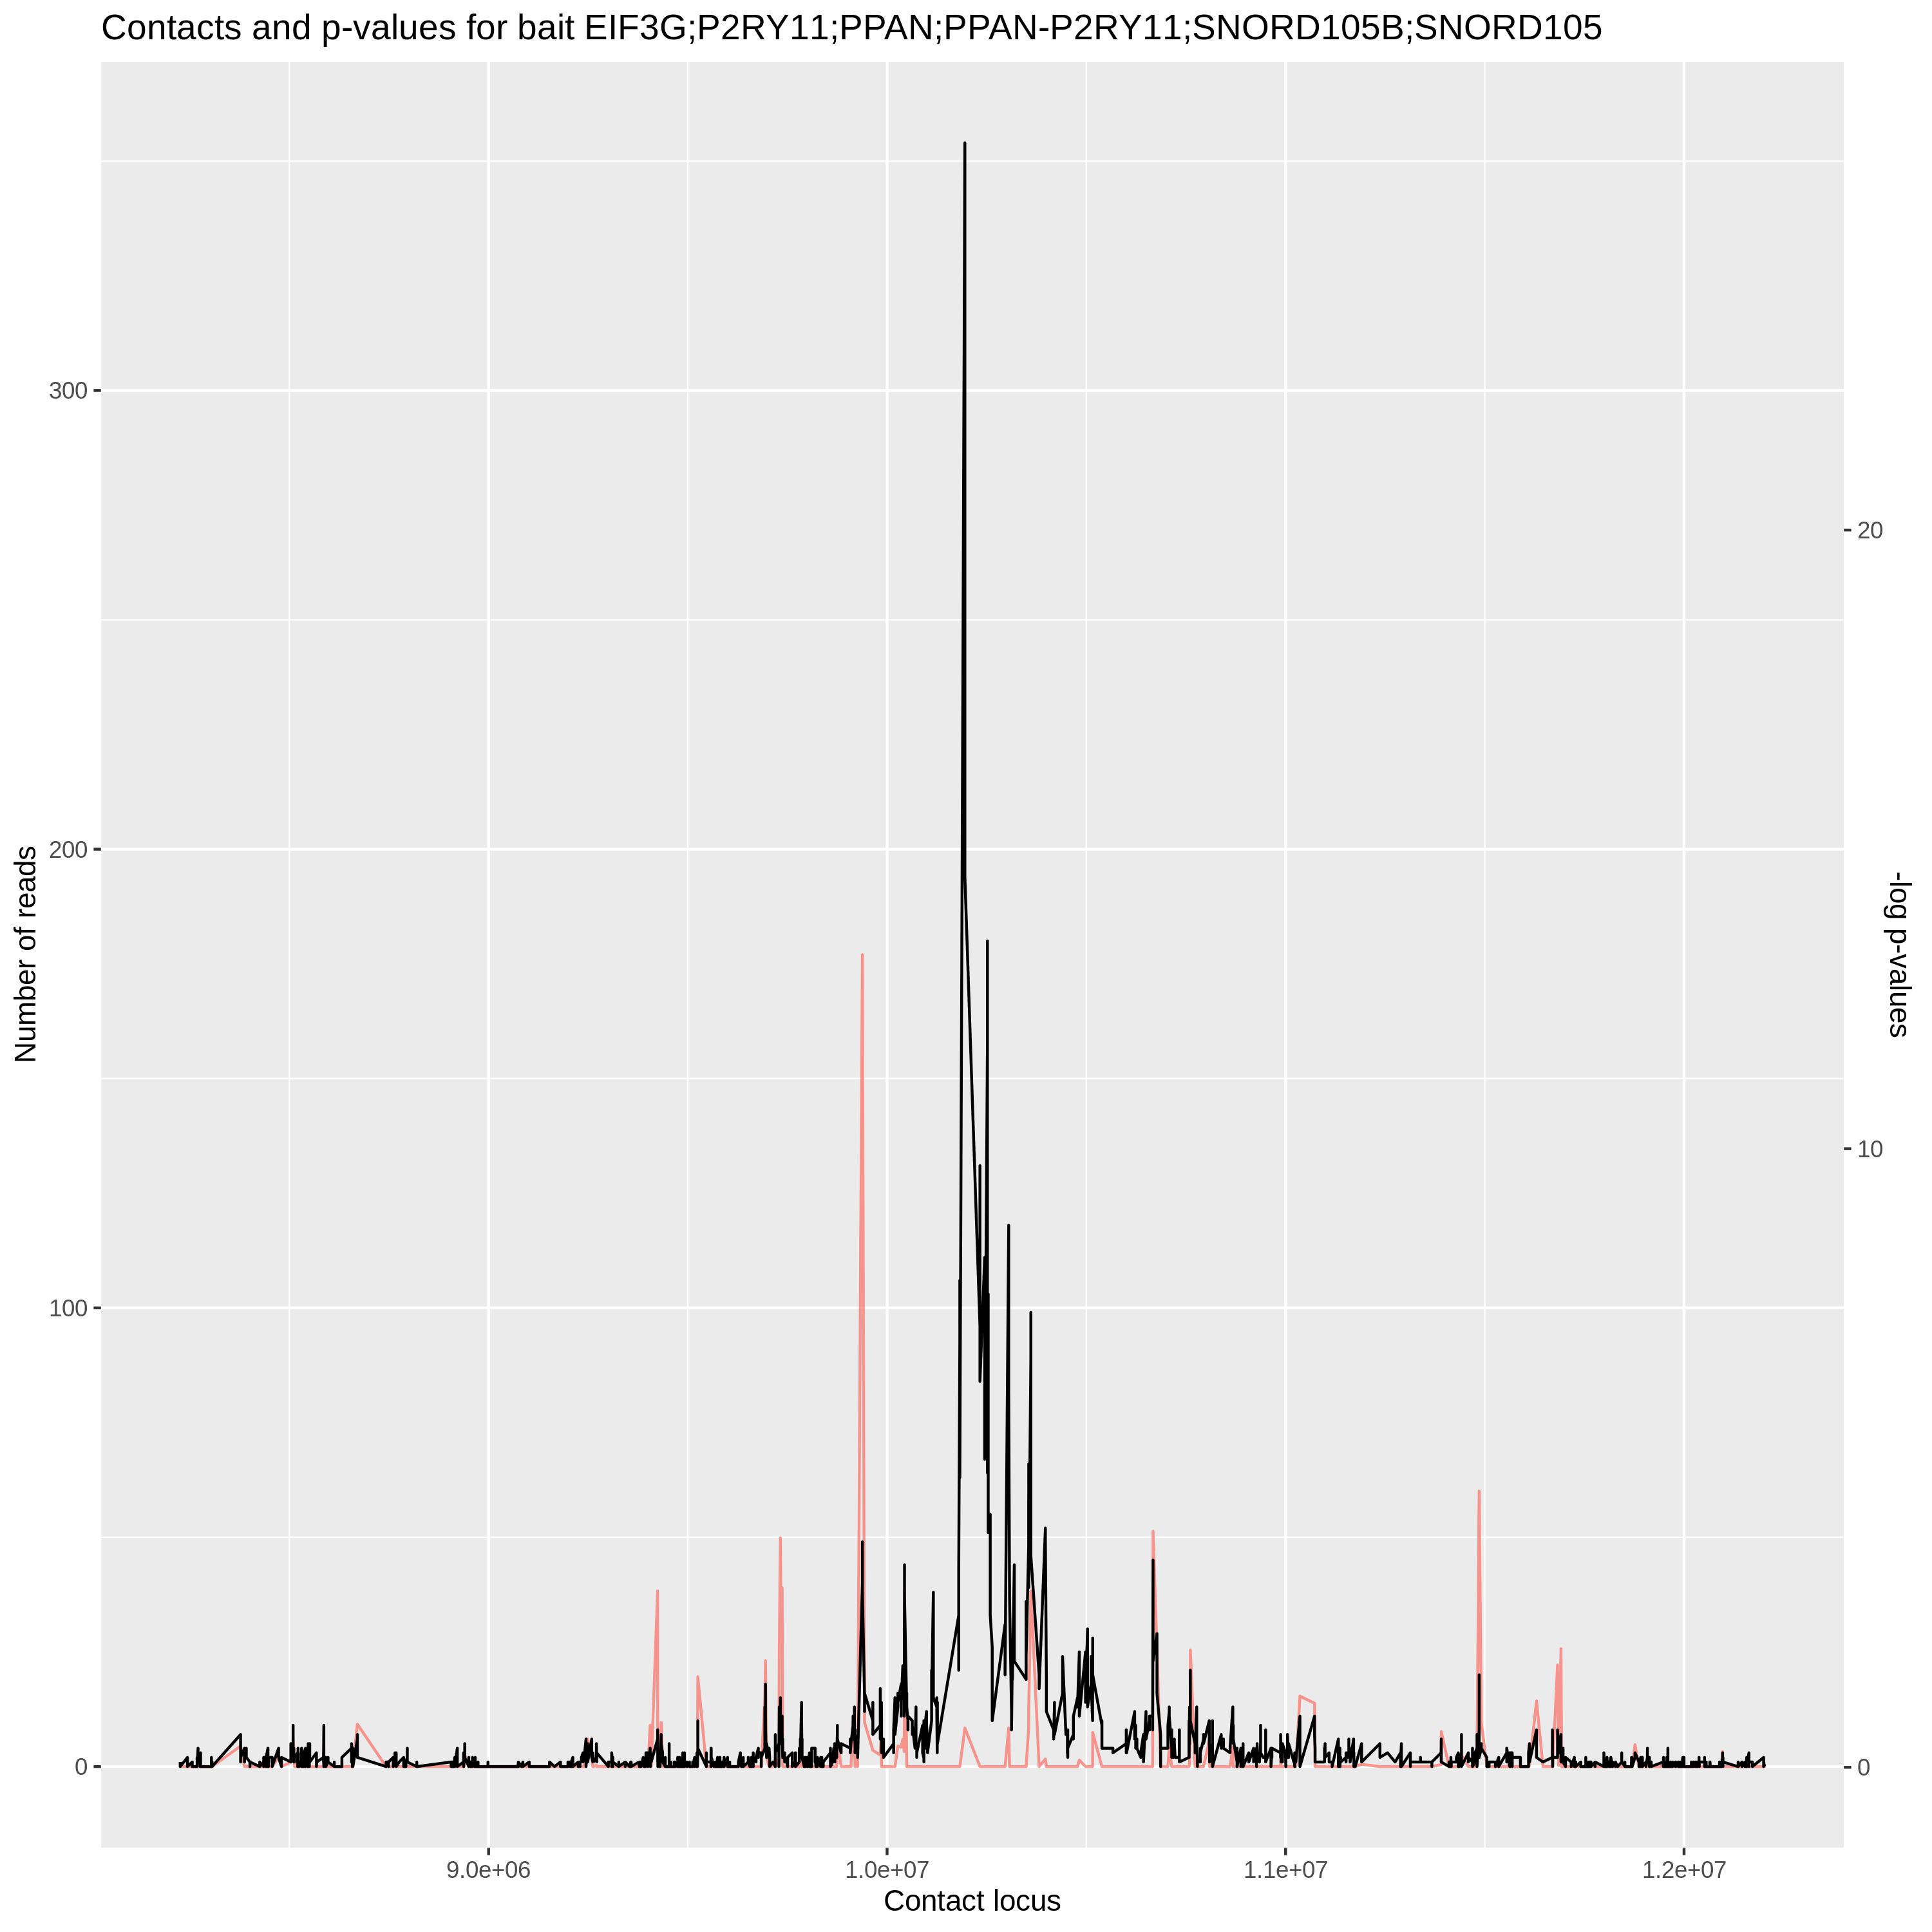 Contacts and p-values for bait EIF3G;P2RY11;PPAN;PPAN-P2RY11;SNORD105B;SNORD105
300
200
100
0
Number of reads
20
10
0
-log p-values
9.0e+06
1.0e+07
1.1e+07
1.2e+07
Contact locus